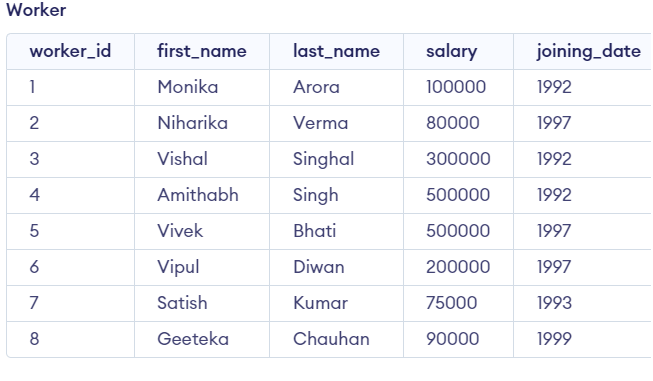 Worker
worker_id first_name last_name salary joining_date
1 Monika Arora 100000 1992
2 Niharika Verma 80000 1997
3 Vishal Singhal 300000 1992
4 Amithabh Singh 500000 1992
5 Vivek Bhati 500000 1997
6 Vipul Diwan 200000 1997
7 Satish Kumar 75000 1993
8 Geeteka Chauhan 90000 1999